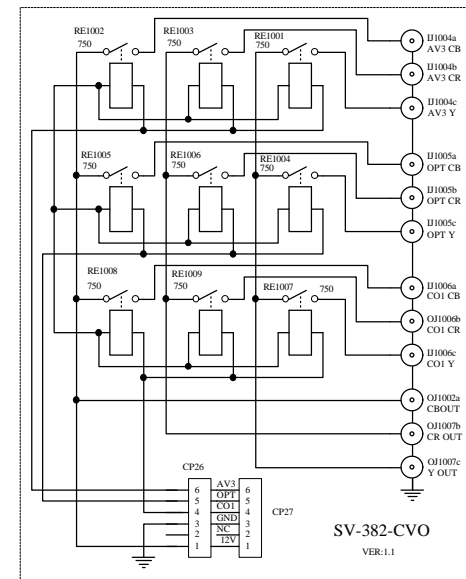 RE1002
750
RE1003
750
RE1001
750
IJ1004a
AV3 CB
IJ1004b
AV3 CR
IJ1004c
AV3 Y
RE1005
750
RE1006
750
RE1004
750
IJ1005a
OPT CB
IJ1005b
OPT CR
IJ1005c
OPT Y
RE1008
750
RE1009
750
RE1007
750
IJ1006a
CO1 CB
OJ1006b
CO1 CR
IJ1006c
CO1 Y
OJ1002a
CBOUT
OJ1007b
CR OUT
OJ1007c
Y OUT
CP26
CP27
6 AV3 6
5 OPT 5
4 CO1 4
3 GND 3
2 NC 2
1 12V 1
SV-382-CVO
VER:1.1